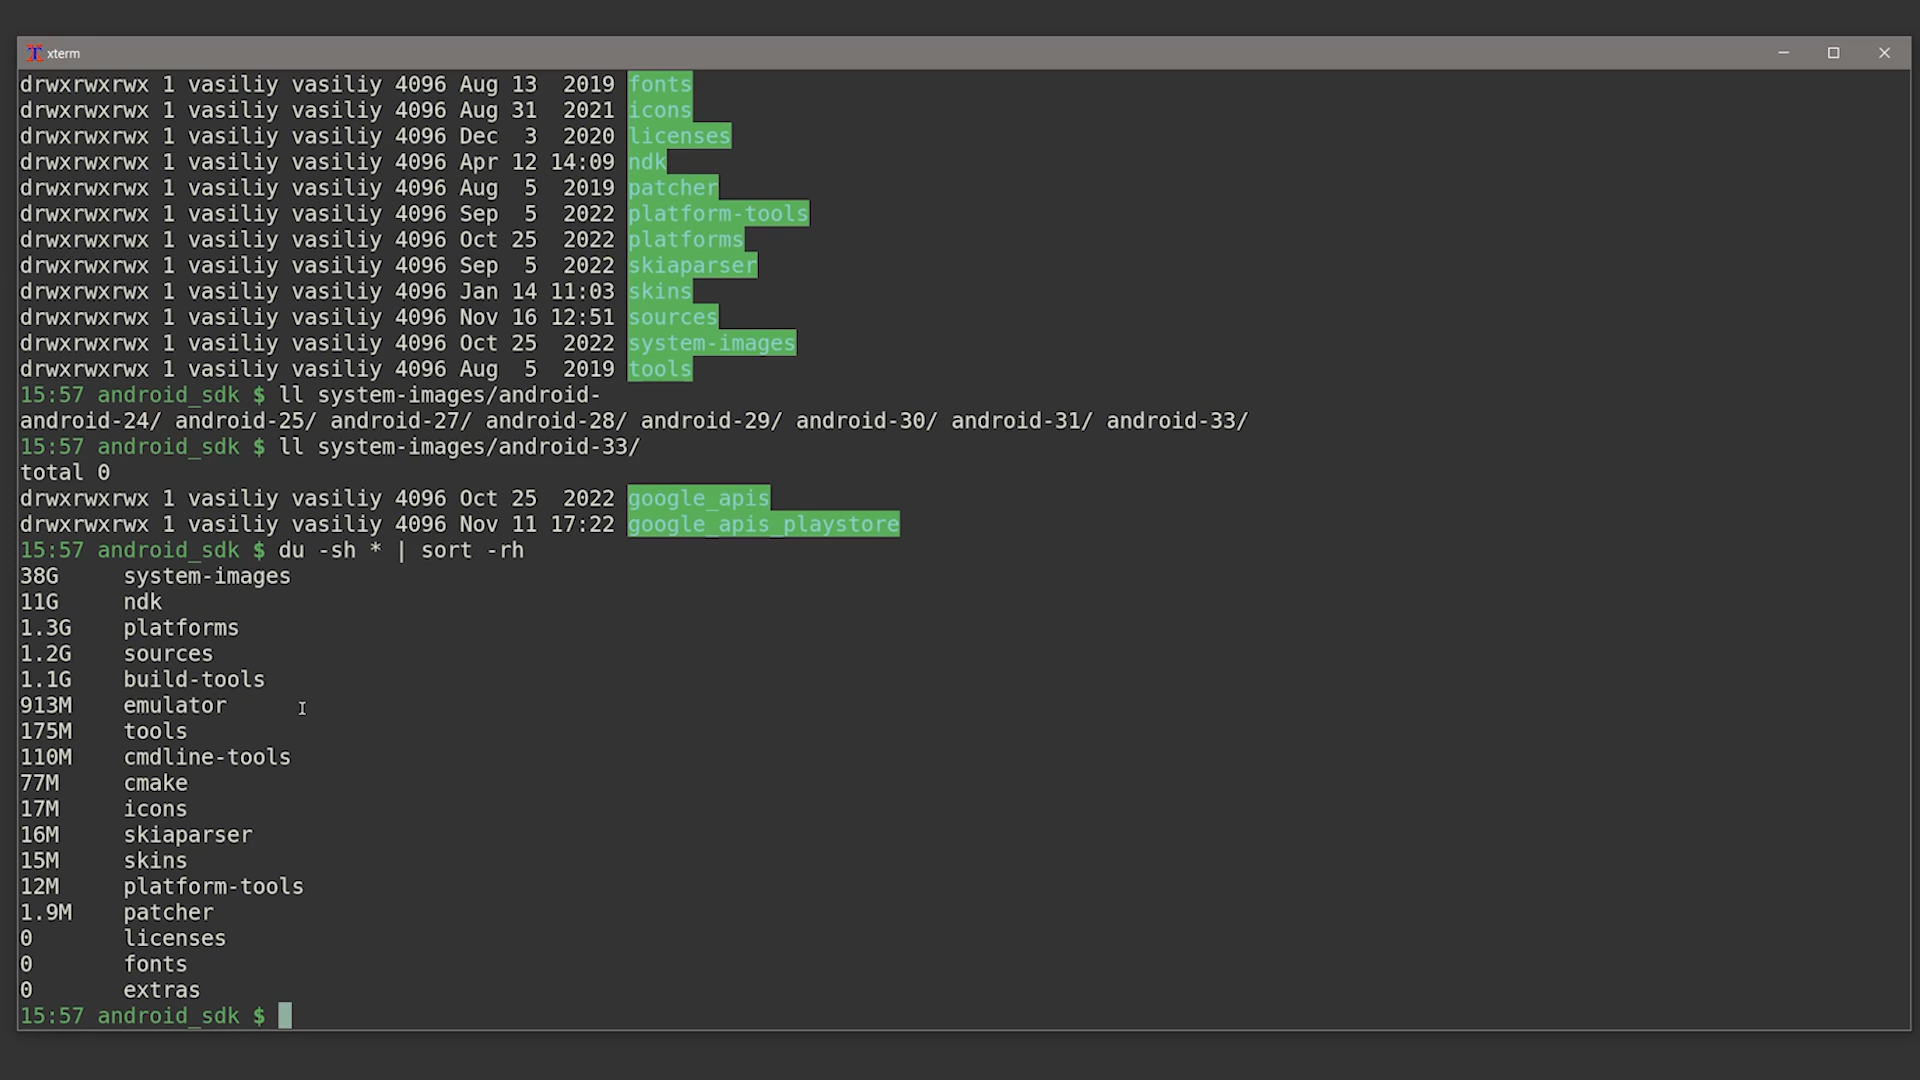 xterm
drwxrwxrwx 1 vasiliy vasiliy 4096 Aug 13  2019 fonts
drwxrwxrwx 1 vasiliy vasiliy 4096 Aug 31  2021 icons
drwxrwxrwx 1 vasiliy vasiliy 4096 Dec  3  2020 licenses
drwxrwxrwx 1 vasiliy vasiliy 4096 Apr 12 14:09 ndk
drwxrwxrwx 1 vasiliy vasiliy 4096 Aug  5  2019 patcher
drwxrwxrwx 1 vasiliy vasiliy 4096 Sep  5  2022 platform-tools
drwxrwxrwx 1 vasiliy vasiliy 4096 Oct 25  2022 platforms
drwxrwxrwx 1 vasiliy vasiliy 4096 Sep  5  2022 skiaparser
drwxrwxrwx 1 vasiliy vasiliy 4096 Jan 14 11:03 skins
drwxrwxrwx 1 vasiliy vasiliy 4096 Nov 16 12:51 sources
drwxrwxrwx 1 vasiliy vasiliy 4096 Oct 25  2022 system-images
drwxrwxrwx 1 vasiliy vasiliy 4096 Aug  5  2019 tools
15:57 android_sdk $ ll system-images/android-
android-24/ android-25/ android-27/ android-28/ android-29/ android-30/ android-31/ android-33/
15:57 android_sdk $ ll system-images/android-33/
total 0
drwxrwxrwx 1 vasiliy vasiliy 4096 Oct 25  2022 google_apis
drwxrwxrwx 1 vasiliy vasiliy 4096 Nov 11 17:22 google_apis_playstore
15:57 android_sdk $ du -sh * | sort -rh
38G     system-images
11G     ndk
1.3G    platforms
1.2G    sources
1.1G    build-tools
913M    emulator
175M    tools
110M    cmdline-tools
77M     cmake
17M     icons
16M     skiaparser
15M     skins
12M     platform-tools
1.9M    patcher
0       licenses
0       fonts
0       extras
15:57 android_sdk $